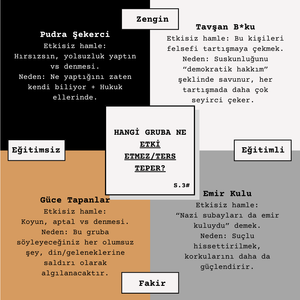 Zengin
Pudra Şekerci
Etkisiz hamle:
Hırsızsın, yolsuzluk yaptın
vs denmesi.
Neden: Ne yaptığını zaten
kendi biliyor + Hukuk
ellerinde.
Tavşan B*ku
Etkisiz hamle: Bu kişileri
felsefi tartışmaya çekmek.
Neden: Suskunluğunu
"demokratik hakkım"
şeklinde savunur, her
tartışmada daha çok
seyirci çeker.
HANGİ GRUBA NE
ETKİ
ETMEZ/TERS
TEPER?
S.3#
Eğitimsiz
Eğitimli
Güce Tapanlar
Etkisiz hamle:
Koyun, aptal vs denmesi.
Neden: Bu gruba
söyleyeceğiniz her olumsuz
şey, din/geleneklerine
saldırı olarak
algılanacaktır.
Emir Kulu
Etkisiz hamle:
"Nazi subayları da emir
kuluydu" demek.
Neden: Suçlu
hissettirilmek,
korkularını daha da
güçlendirir.
Fakir